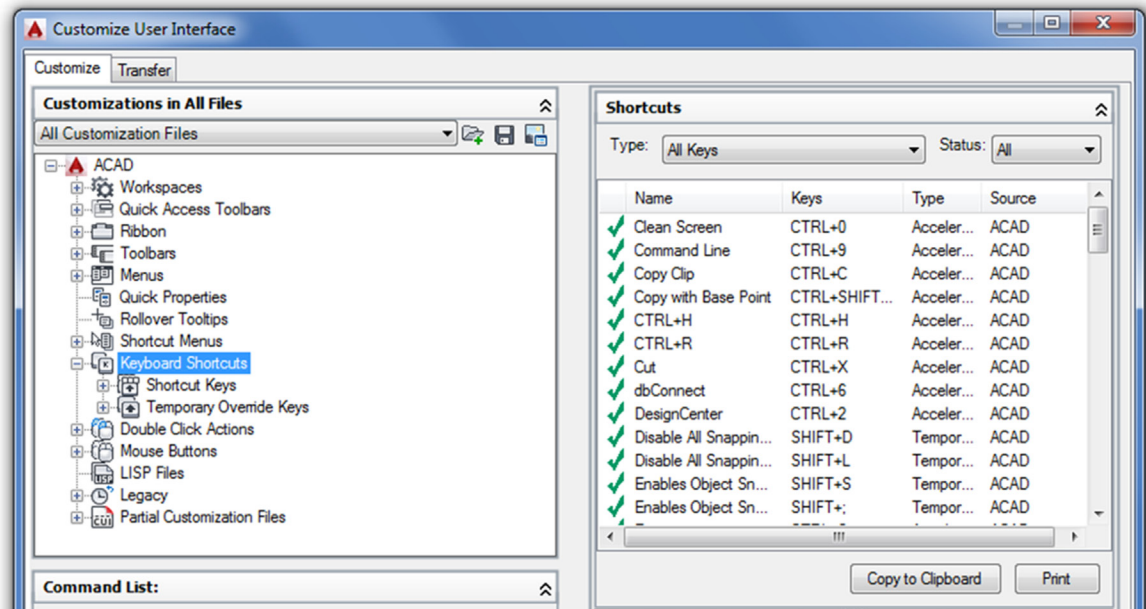 Customize User Interface
Customize Transfer
Customizations in All Files
All Customization Files
ACAD
Workspaces
Quick Access Toolbars
Ribbon
Toolbars
Menus
Quick Properties
Rollover Tooltips
Shortcut Menus
Keyboard Shortcuts
Shortcut Keys
Temporary Override Keys
Double Click Actions
Mouse Buttons
LISP Files
Legacy
Partial Customization Files
Command List:
Shortcuts
Type: All Keys Status: All
Name Keys Type Source
Clean Screen CTRL+0 Acceler... ACAD
Command Line CTRL+9 Acceler... ACAD
Copy Clip CTRL+C Acceler... ACAD
Copy with Base Point CTRL+SHIFT... Acceler... ACAD
CTRL+H CTRL+H Acceler... ACAD
CTRL+R CTRL+R Acceler... ACAD
Cut CTRL+X Acceler... ACAD
dbConnect CTRL+6 Acceler... ACAD
DesignCenter CTRL+2 Acceler... ACAD
Disable All Snappin... SHIFT+D Tempor... ACAD
Disable All Snappin... SHIFT+L Tempor... ACAD
Enables Object Sn... SHIFT+S Tempor... ACAD
Enables Object Sn... SHIFT+; Tempor... ACAD
Copy to Clipboard Print